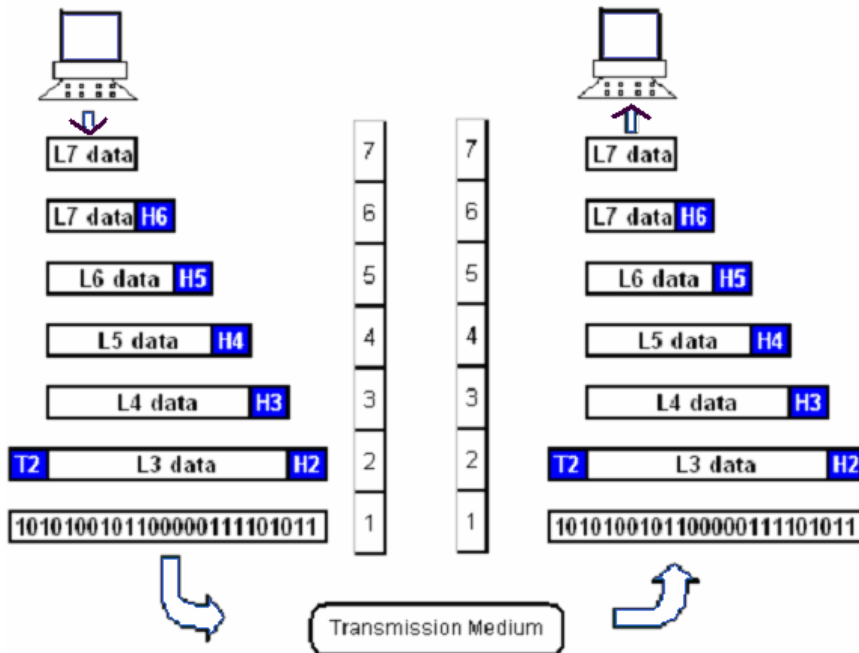 L7 data 7 7 L7 data
L7 data H6 6 6 L7 data H6
L6 data H5 5 5 L6 data H5
L5 data H4 4 4 L5 data H4
L4 data H3 3 3 L4 data H3
T2 L3 data H2 2 2 T2 L3 data H2
1010100101100000111101011 1 1 1010100101100000111101011
Transmission Medium